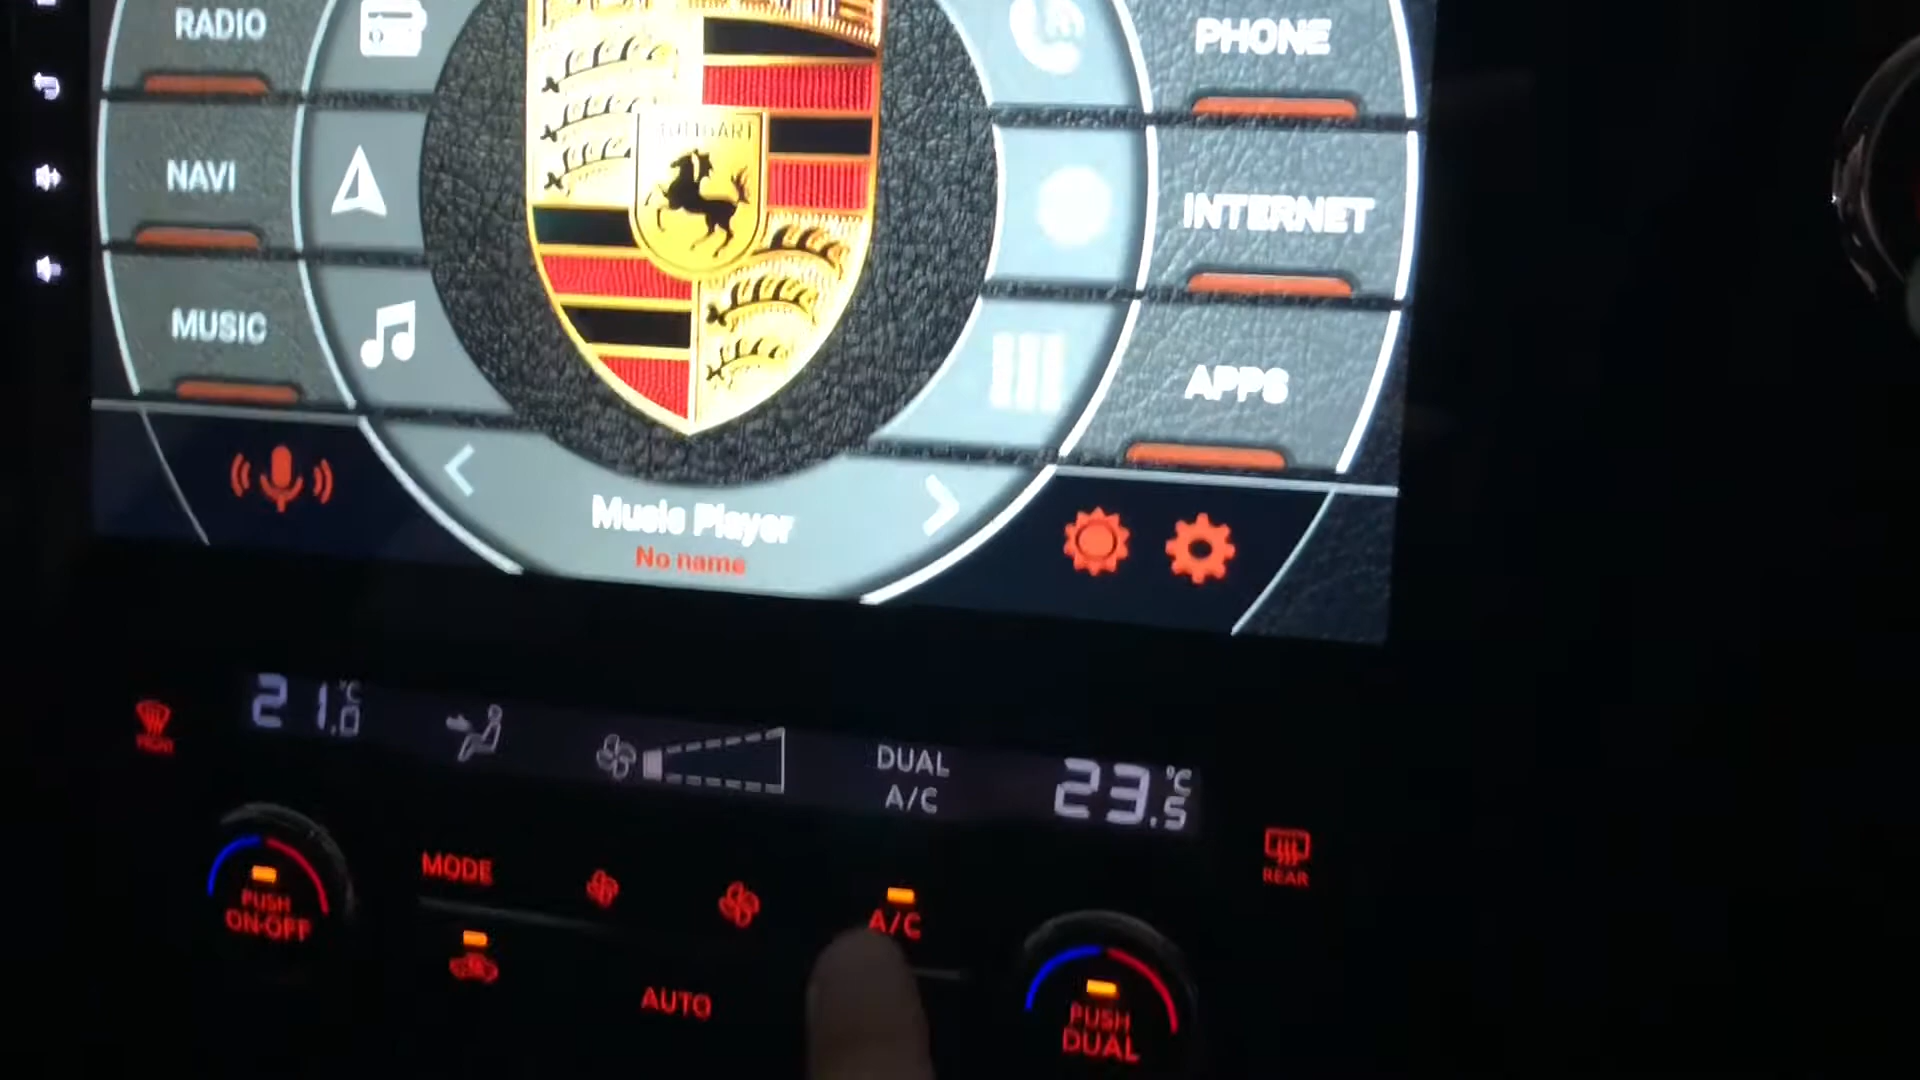 RADIO
PHONE
NAVI
INTERNET
MUSIC
APPS
Music Player
No name
21.0 °C
DUAL
A/C
23.5 °C
FRONT
REAR
MODE
A/C
PUSH
ON-OFF
AUTO
PUSH
DUAL